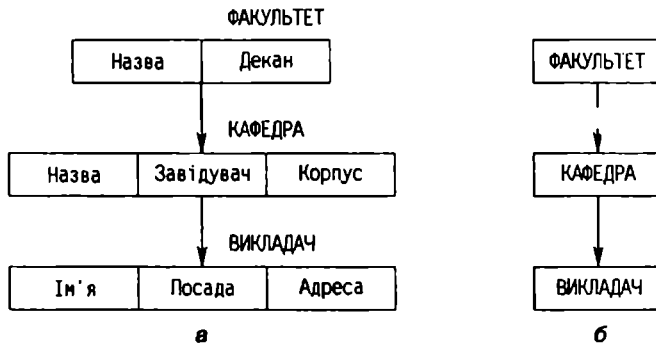 ФАКУЛЬТЕТ
Назва Декан
КАФЕДРА
Назва Завідувач Корпус
ВИКЛАДАЧ
Ім'я Посада Адреса
а
ФАКУЛЬТЕТ
КАФЕДРА
ВИКЛАДАЧ
б